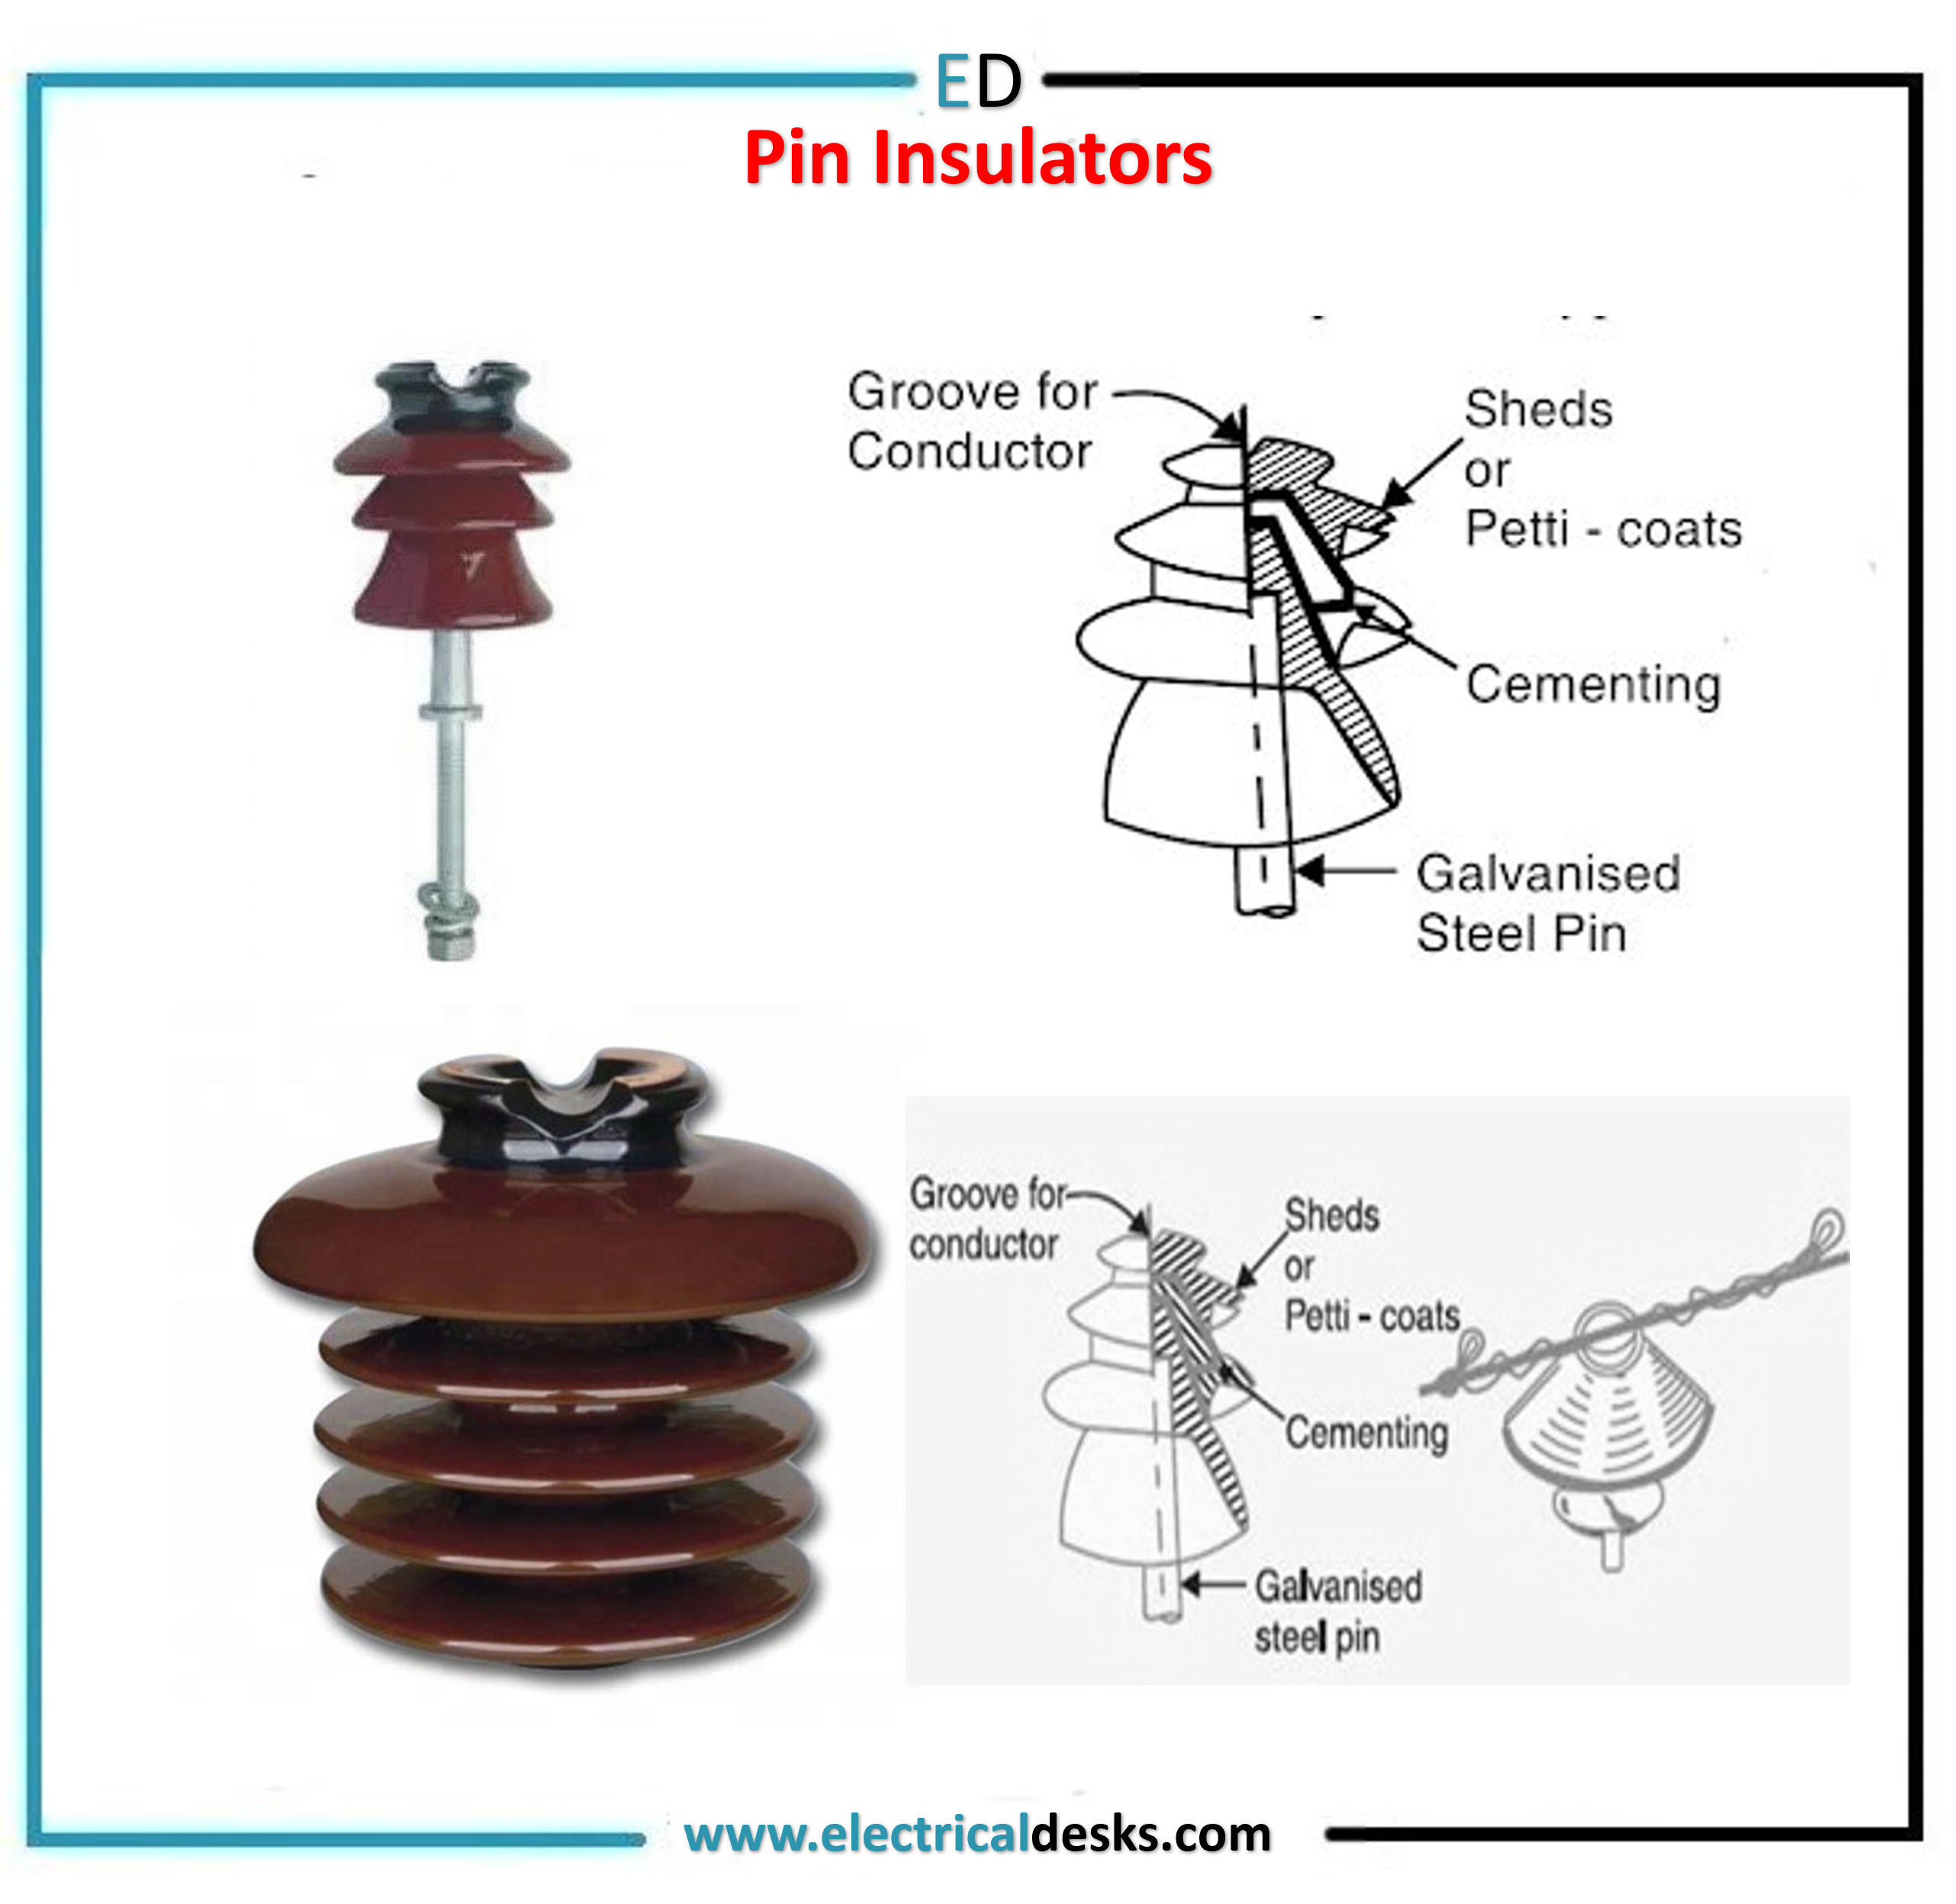 ED
Pin Insulators
Groove for
Conductor
Sheds
or
Petti - coats
Cementing
Galvanised
Steel Pin
Groove for
conductor
Sheds
or
Petti - coats
Cementing
Galvanised
steel pin
www.electricaldesks.com